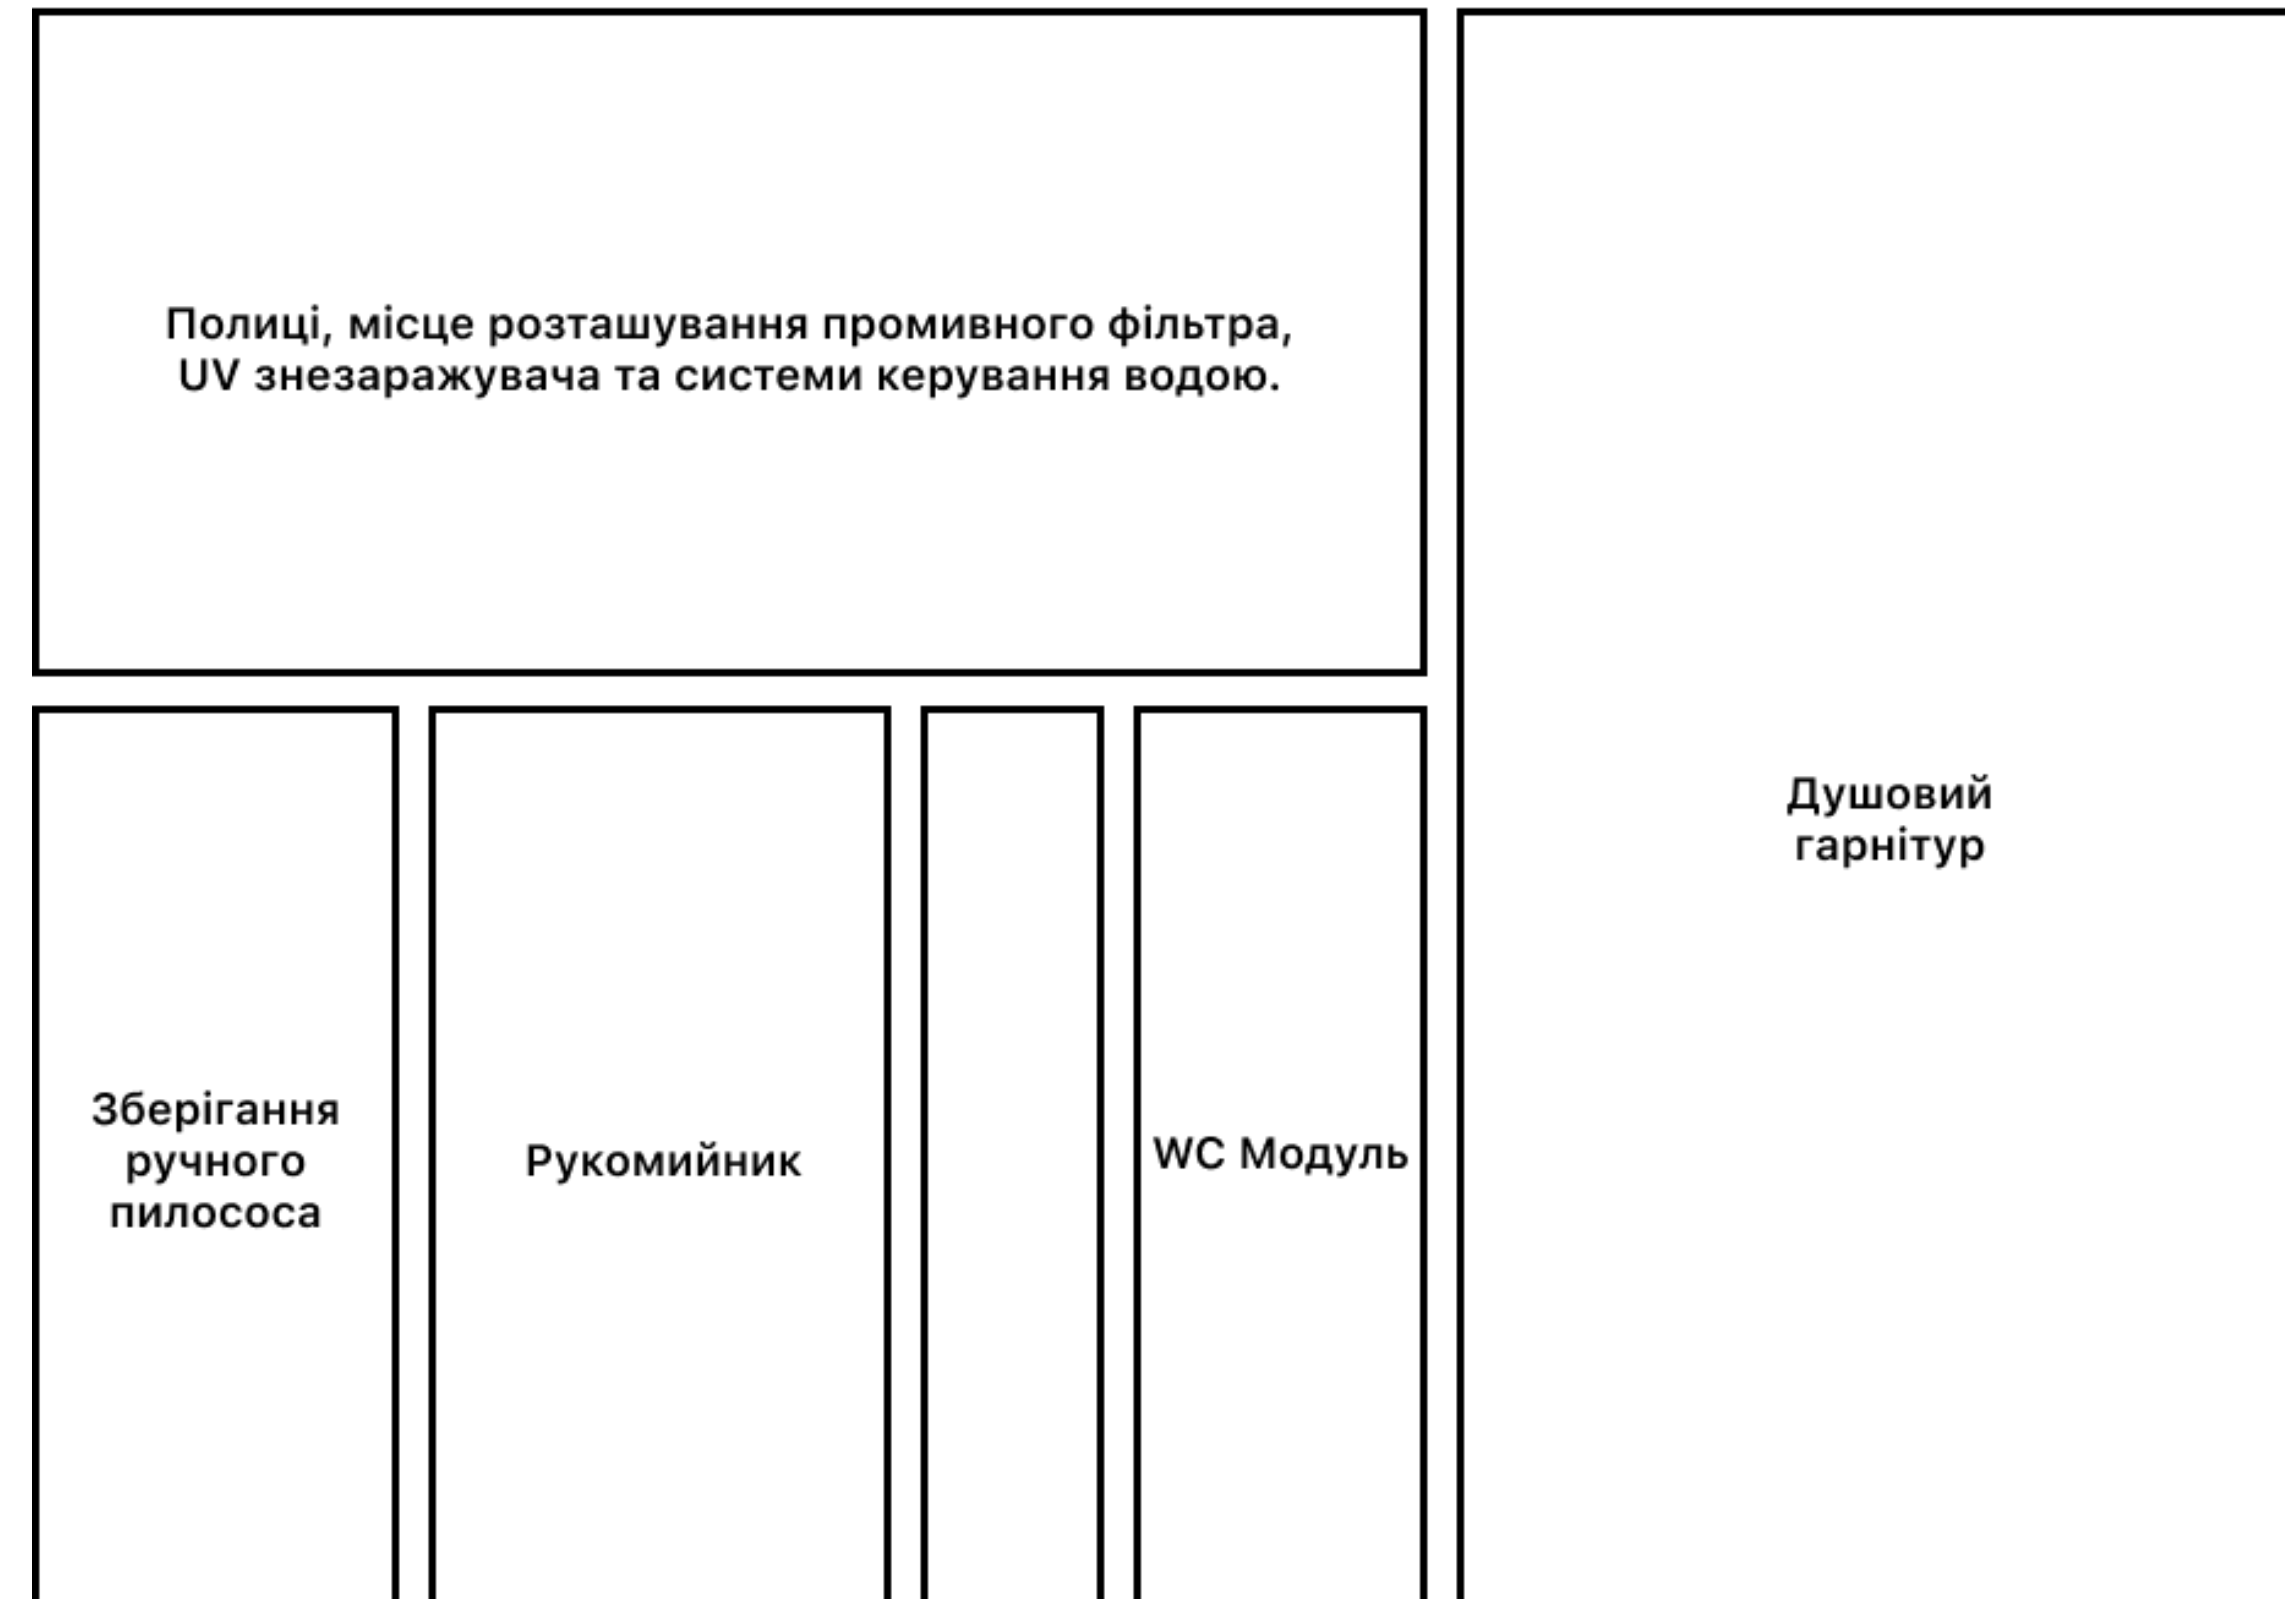 Полиці, місце розташування промивного фільтра,
UV знезаражувача та системи керування водою.
Душовий
гарнітур
Зберігання
ручного
пилососа
Рукомийник
WC Модуль